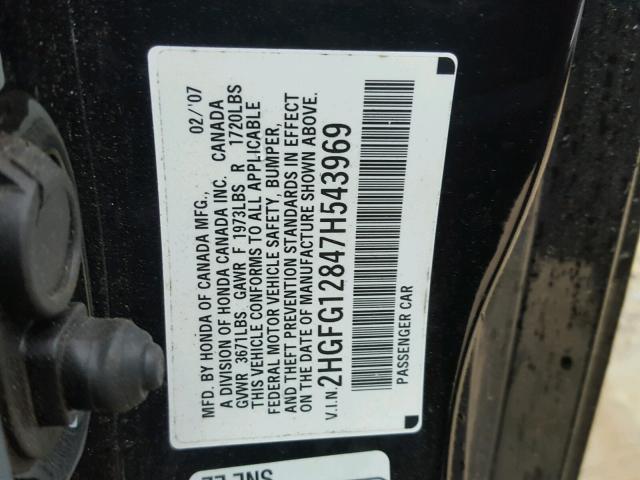 MFD. BY HONDA OF CANADA MFG., 02/'07
A DIVISION OF HONDA CANADA INC. CANADA
GVWR 3671LBS GAWR F 1973LBS R 1720LBS
THIS VEHICLE CONFORMS TO ALL APPLICABLE
FEDERAL MOTOR VEHICLE SAFETY, BUMPER,
AND THEFT PREVENTION STANDARDS IN EFFECT
ON THE DATE OF MANUFACTURE SHOWN ABOVE.
V.I.N. 2HGFG12847H543969
PASSENGER CAR